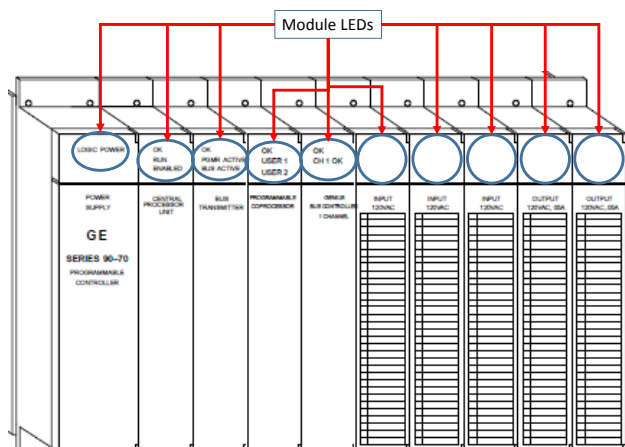 Module LEDs
LOGIC POWER
OK
RUN
ENABLED
OK
PGMR ACTIVE
BUS ACTIVE
OK
USER 1
USER 2
OK
CH 1 OK
POWER
SUPPLY
GE
SERIES 90–70
PROGRAMMABLE
CONTROLLER
CENTRAL
PROCESSOR
UNIT
BUS
TRANSMITTER
PROGRAMMABLE
COPROCESSOR
GENIUS
BUS CONTROLLER
1 CHANNEL
INPUT
120VAC
INPUT
120VAC
INPUT
120VAC
OUTPUT
120VAC, 05A
OUTPUT
120VAC, 05A